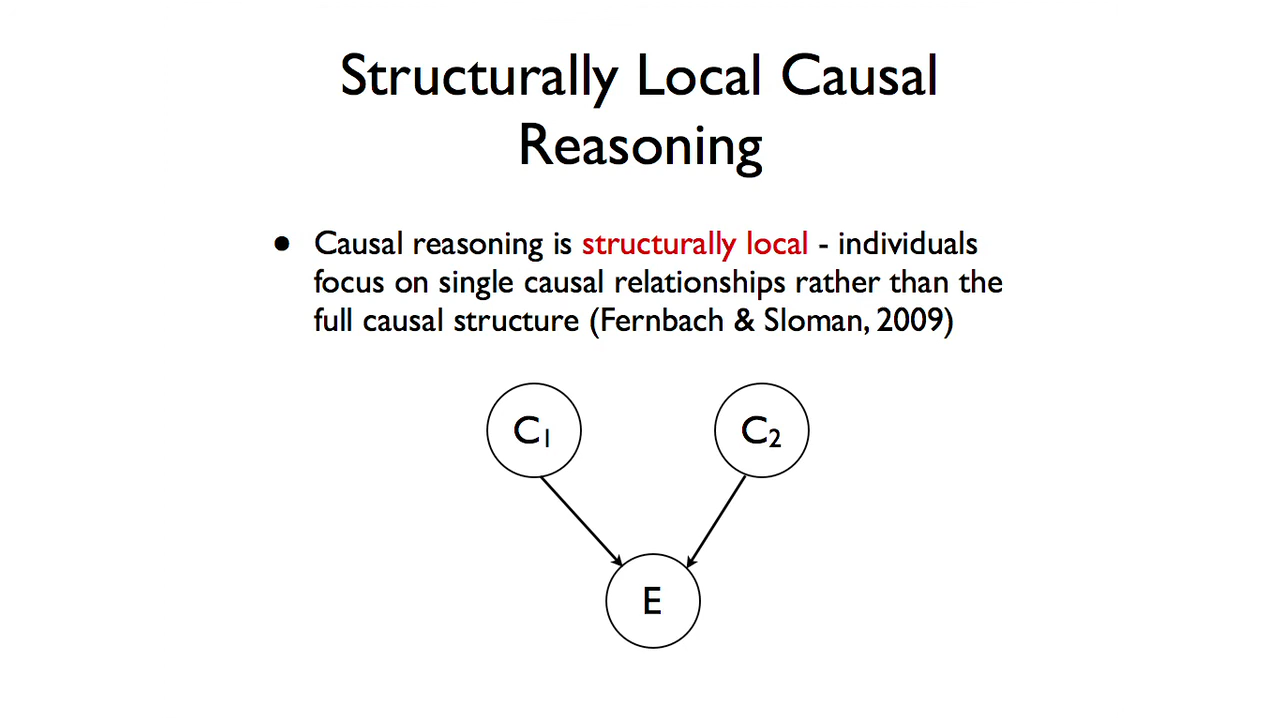 Structurally Local Causal
Reasoning
● Causal reasoning is structurally local - individuals
focus on single causal relationships rather than the
full causal structure (Fernbach & Sloman, 2009)
C₁ C₂
E